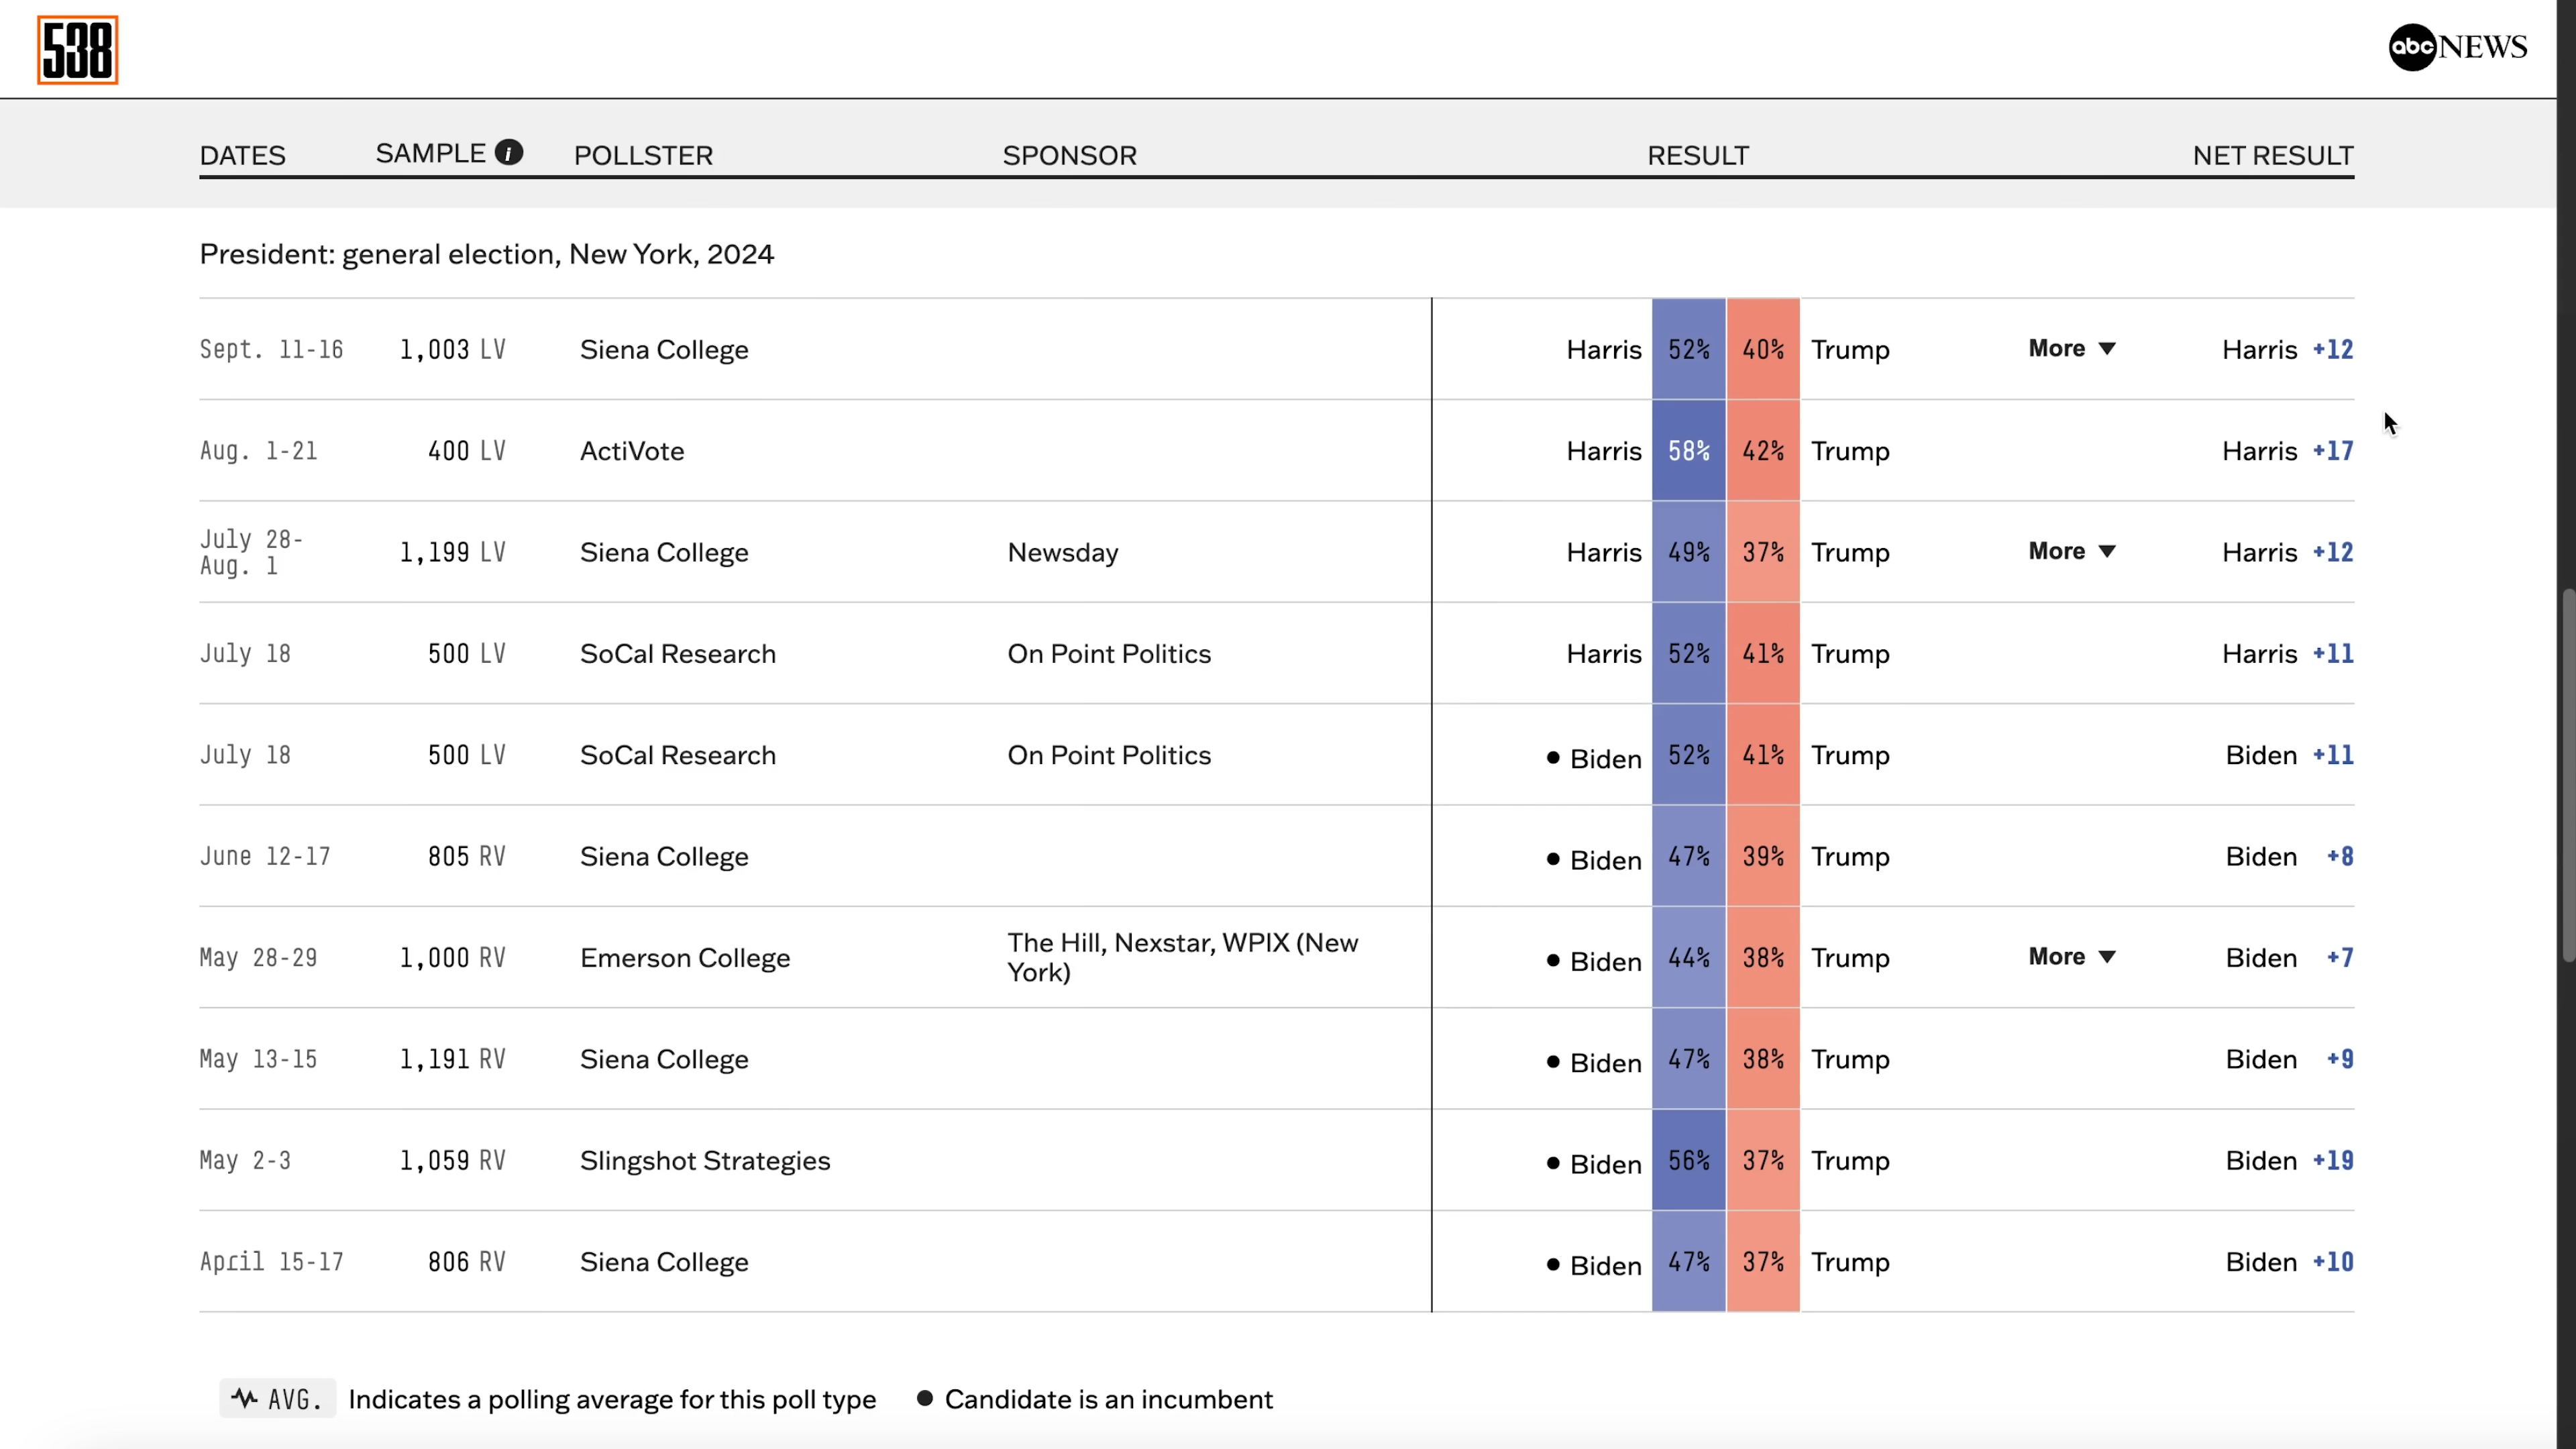 538
abc NEWS
DATES SAMPLE i POLLSTER SPONSOR RESULT NET RESULT
President: general election, New York, 2024
Sept. 11-16 1,003 LV Siena College Harris 52% 40% Trump More ▼ Harris +12
Aug. 1-21 400 LV ActiVote Harris 58% 42% Trump Harris +17
July 28-
Aug. 1 1,199 LV Siena College Newsday Harris 49% 37% Trump More ▼ Harris +12
July 18 500 LV SoCal Research On Point Politics Harris 52% 41% Trump Harris +11
July 18 500 LV SoCal Research On Point Politics ● Biden 52% 41% Trump Biden +11
June 12-17 805 RV Siena College ● Biden 47% 39% Trump Biden +8
May 28-29 1,000 RV Emerson College The Hill, Nexstar, WPIX (New
York) ● Biden 44% 38% Trump More ▼ Biden +7
May 13-15 1,191 RV Siena College ● Biden 47% 38% Trump Biden +9
May 2-3 1,059 RV Slingshot Strategies ● Biden 56% 37% Trump Biden +19
April 15-17 806 RV Siena College ● Biden 47% 37% Trump Biden +10
AVG. Indicates a polling average for this poll type ● Candidate is an incumbent